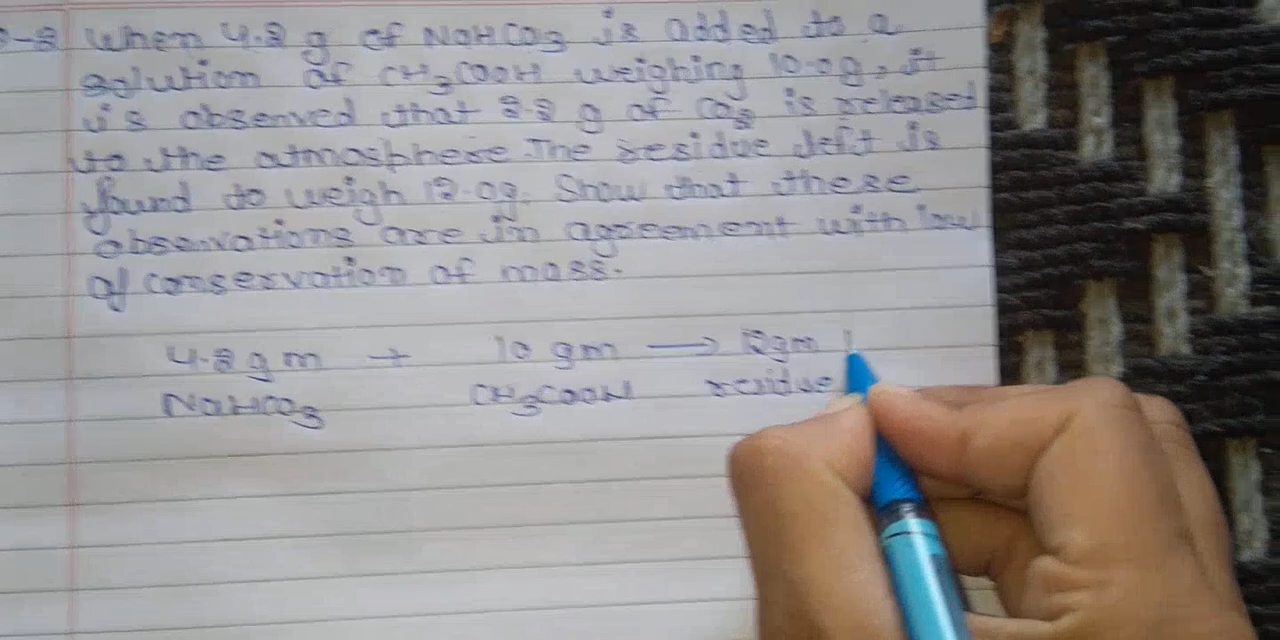 When 4.2 g of NaHCO3 is added to a
solution of CH3COOH weighing 10.0g, it
is observed that 2.2 g of CO2 is released
to the atmosphere. The residue left is
found to weigh 12.0g. Show that these
observations are in agreement with law
of conservation of mass.
4.2 gm + 10 gm → 12gm
NaHCO3 CH3COOH residue